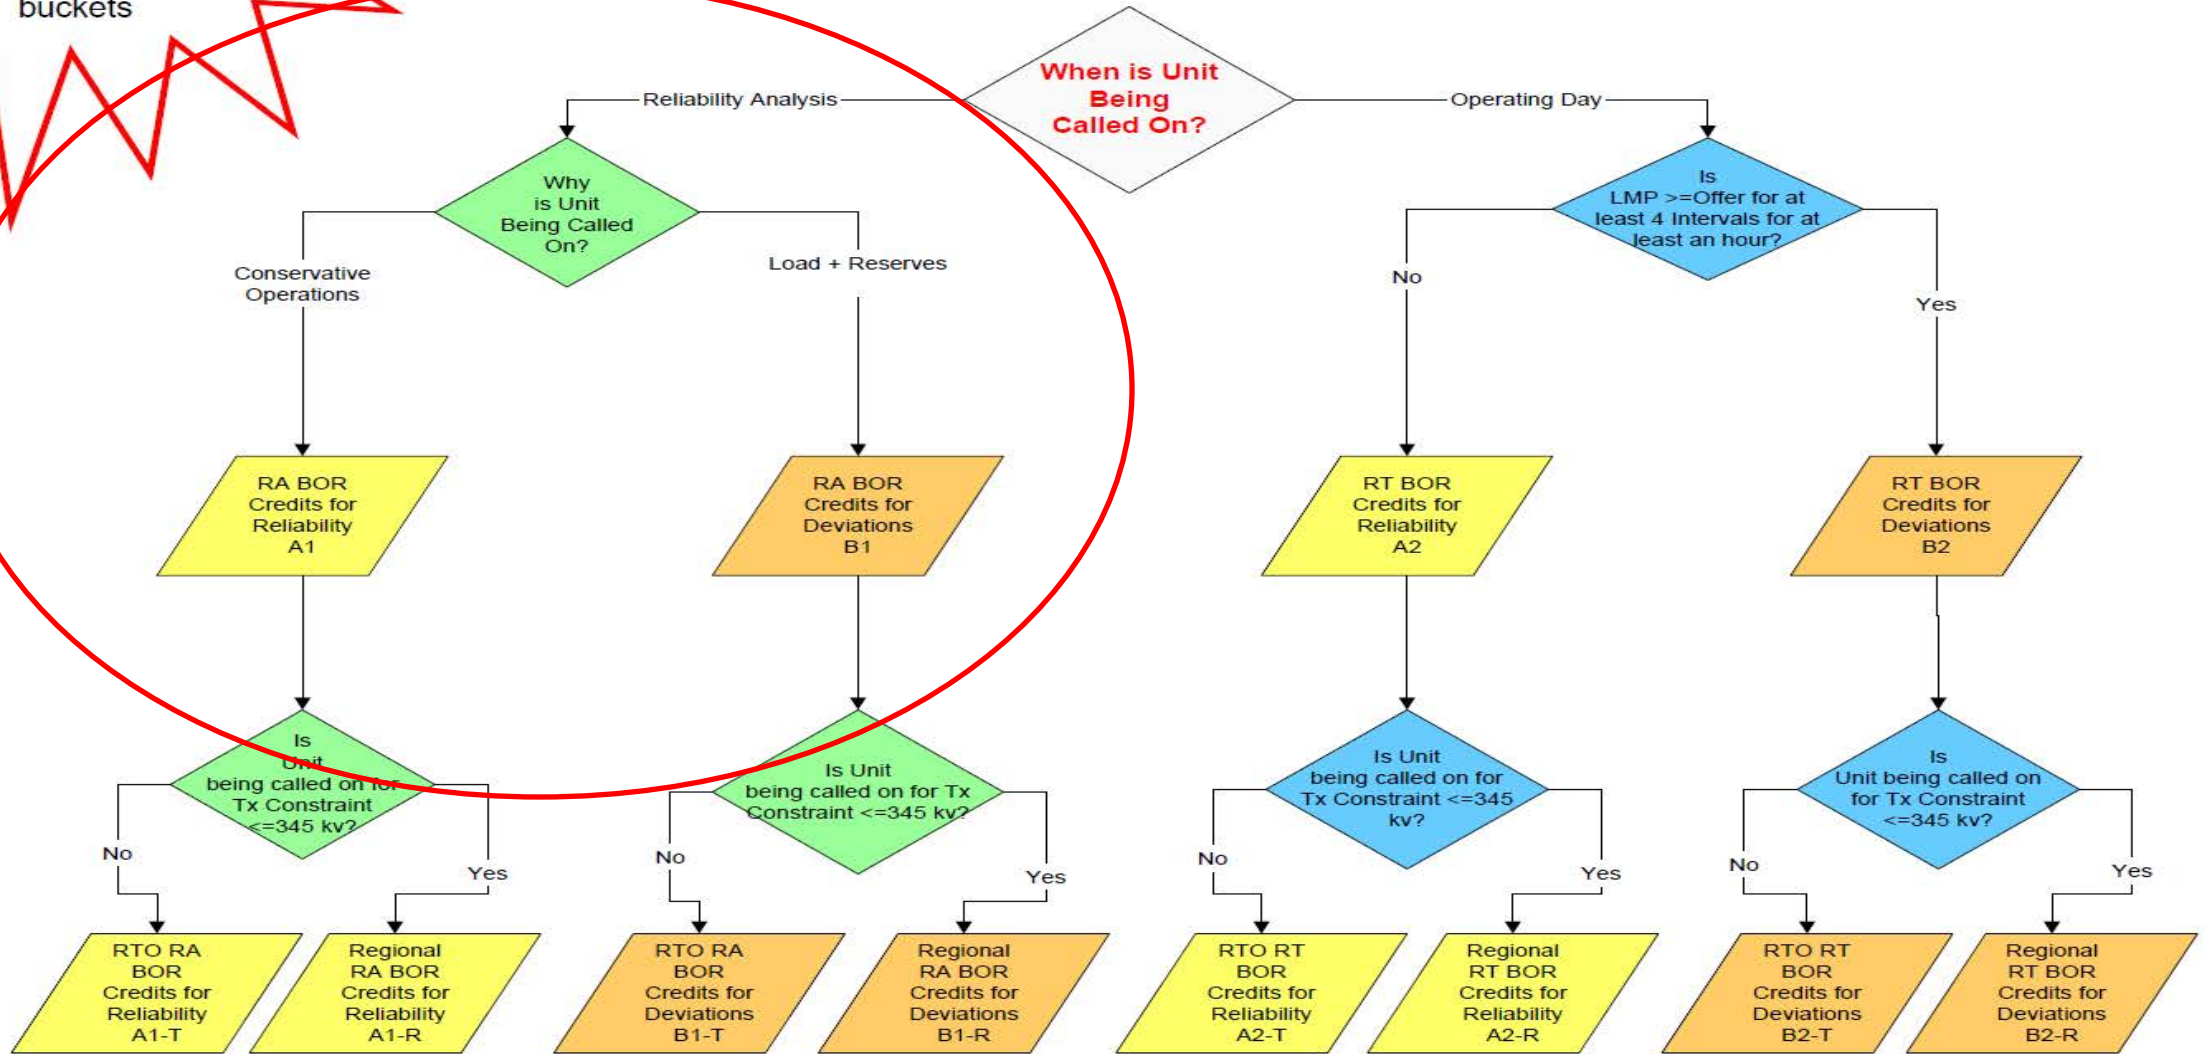 buckets
When is Unit
Being
Called On?
Reliability Analysis
Operating Day
Why
is Unit
Being Called
On?
Is
LMP >=Offer for at
least 4 Intervals for at
least an hour?
Conservative
Operations
Load + Reserves
No
Yes
RA BOR
Credits for
Reliability
A1
RA BOR
Credits for
Deviations
B1
RT BOR
Credits for
Reliability
A2
RT BOR
Credits for
Deviations
B2
Is
Unit
being called on for
Tx Constraint
<=345 kv?
Is Unit
being called on for Tx
Constraint <=345 kv?
Is Unit
being called on for
Tx Constraint <=345
kv?
Is
Unit being called on
for Tx Constraint
<=345 kv?
No
Yes
No
Yes
No
Yes
No
Yes
RTO RA
BOR
Credits for
Reliability
A1-T
Regional
RA BOR
Credits for
Reliability
A1-R
RTO RA
BOR
Credits for
Deviations
B1-T
Regional
RA BOR
Credits for
Deviations
B1-R
RTO RT
BOR
Credits for
Reliability
A2-T
Regional
RT BOR
Credits for
Reliability
A2-R
RTO RT
BOR
Credits for
Deviations
B2-T
Regional
RT BOR
Credits for
Deviations
B2-R